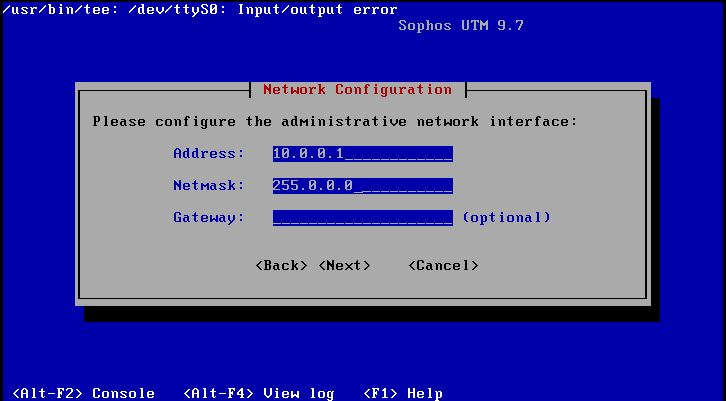 /usr/bin/tee: /dev/ttyS0: Input/output error
Sophos UTM 9.7
Network Configuration
Please configure the administrative network interface:
Address: 10.0.0.1____________
Netmask: 255.0.0.0___________
Gateway: ____________________ (optional)
<Back> <Next> <Cancel>
<Alt-F2> Console <Alt-F4> View log <F1> Help